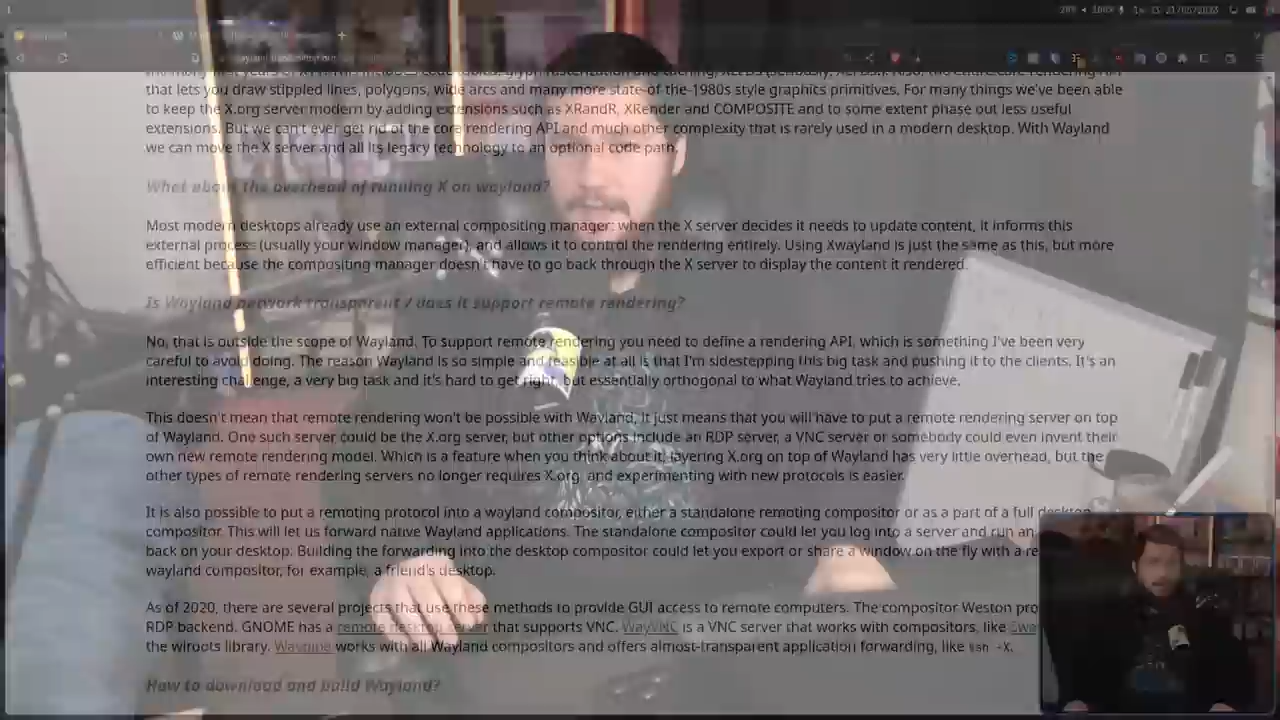 that lets you draw stippled lines, polygons, wide arcs and many more state-of-the-1980s style graphics primitives. For many things we've been able
to keep the X.org server modern by adding extensions such as XRandR, XRender and COMPOSITE and to some extent phase out less useful
extensions. But we can't ever get rid of the core rendering API and much other complexity that is rarely used in a modern desktop. With Wayland
we can move the X server and all its legacy technology to an optional code path.
What about the overhead of running X on wayland?
Most modern desktops already use an external compositing manager: when the X server decides it needs to update content, it informs this
external process (usually your window manager), and allows it to control the rendering entirely. Using Xwayland is just the same as this, but more
efficient because the compositing manager doesn't have to go back through the X server to display the content it rendered.
Is Wayland network transparent / does it support remote rendering?
No, that is outside the scope of Wayland. To support remote rendering you need to define a rendering API, which is something I've been very
careful to avoid doing. The reason Wayland is so simple and feasible at all is that I'm sidestepping this big task and pushing it to the clients. It's an
interesting challenge, a very big task and it's hard to get right, but essentially orthogonal to what Wayland tries to achieve.
This doesn't mean that remote rendering won't be possible with Wayland, it just means that you will have to put a remote rendering server on top
of Wayland. One such server could be the X.org server, but other options include an RDP server, a VNC server or somebody could even invent their
own new remote rendering model. Which is a feature when you think about it; layering X.org on top of Wayland has very little overhead, but the
other types of remote rendering servers no longer requires X.org, and experimenting with new protocols is easier.
It is also possible to put a remoting protocol into a wayland compositor, either a standalone remoting compositor or as a part of a full desktop
compositor. This will let us forward native Wayland applications. The standalone compositor could let you log into a server and run an
back on your desktop. Building the forwarding into the desktop compositor could let you export or share a window on the fly with a re
wayland compositor, for example, a friend's desktop.
As of 2020, there are several projects that use these methods to provide GUI access to remote computers. The compositor Weston pro
RDP backend. GNOME has a remote desktop server that supports VNC. WayVNC is a VNC server that works with compositors, like Swa
the wlroots library. Waypipe works with all Wayland compositors and offers almost-transparent application forwarding, like ssh -X.
How to download and build Wayland?